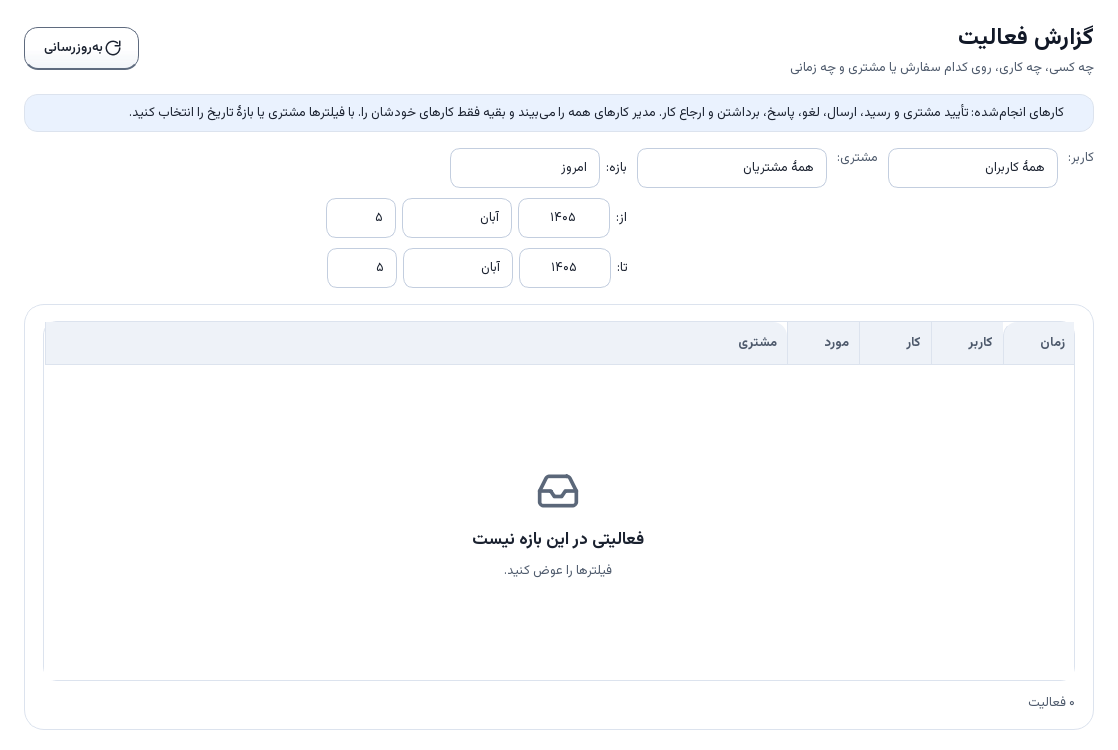 گزارش فعالیت
به‌روزرسانی
چه کسی، چه کاری، روی کدام سفارش یا مشتری و چه زمانی
کارهای انجام‌شده: تأیید مشتری و رسید، ارسال، لغو، پاسخ، برداشتن و ارجاع کار. مدیر کارهای همه را می‌بیند و بقیه فقط کارهای خودشان را. با فیلترها مشتری یا بازهٔ تاریخ را انتخاب کنید.
کاربر: همهٔ کاربران مشتری: همهٔ مشتریان بازه: امروز
از: ۱۴۰۵ آبان ۵
تا: ۱۴۰۵ آبان ۵
زمان کاربر کار مورد مشتری
فعالیتی در این بازه نیست
فیلترها را عوض کنید.
۰ فعالیت